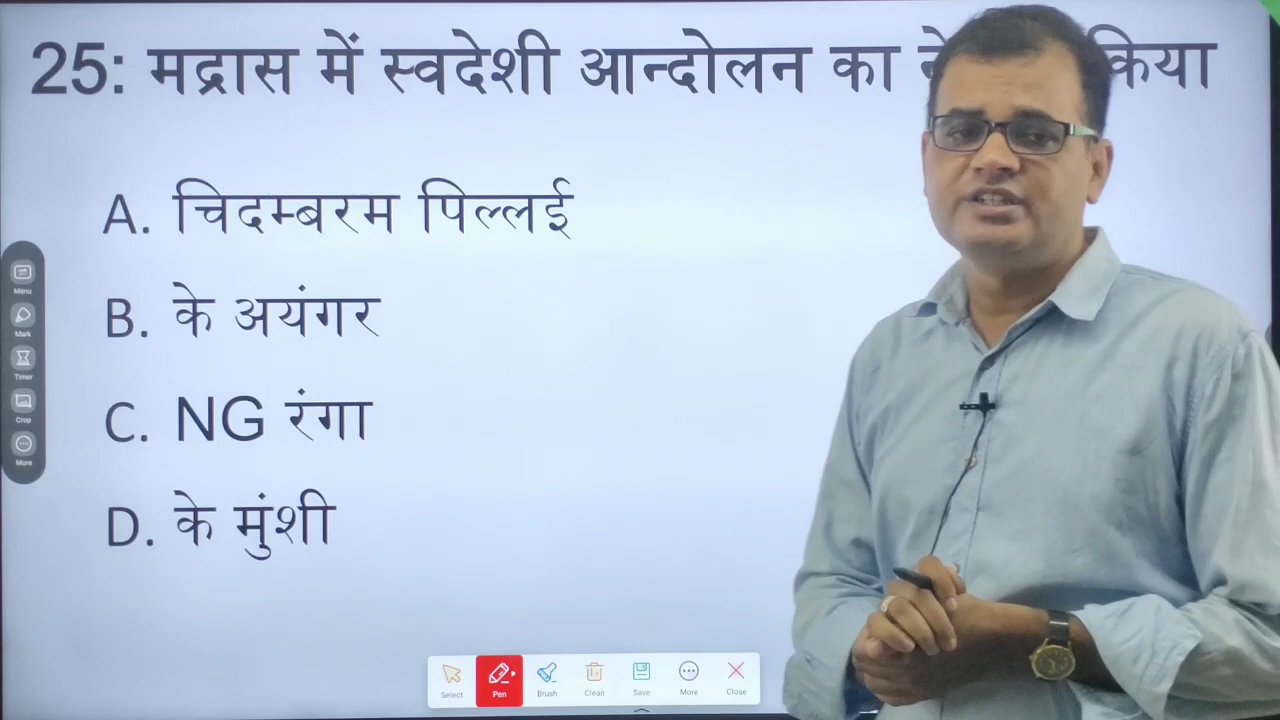 25: मद्रास में स्वदेशी आन्दोलन का किया
A. चिदम्बरम पिल्लई
B. के अयंगर
C. NG रंगा
D. के मुंशी
Menu
Mark
Timer
Crop
More
Select
Pen
Brush
Clean
Save
More
Close